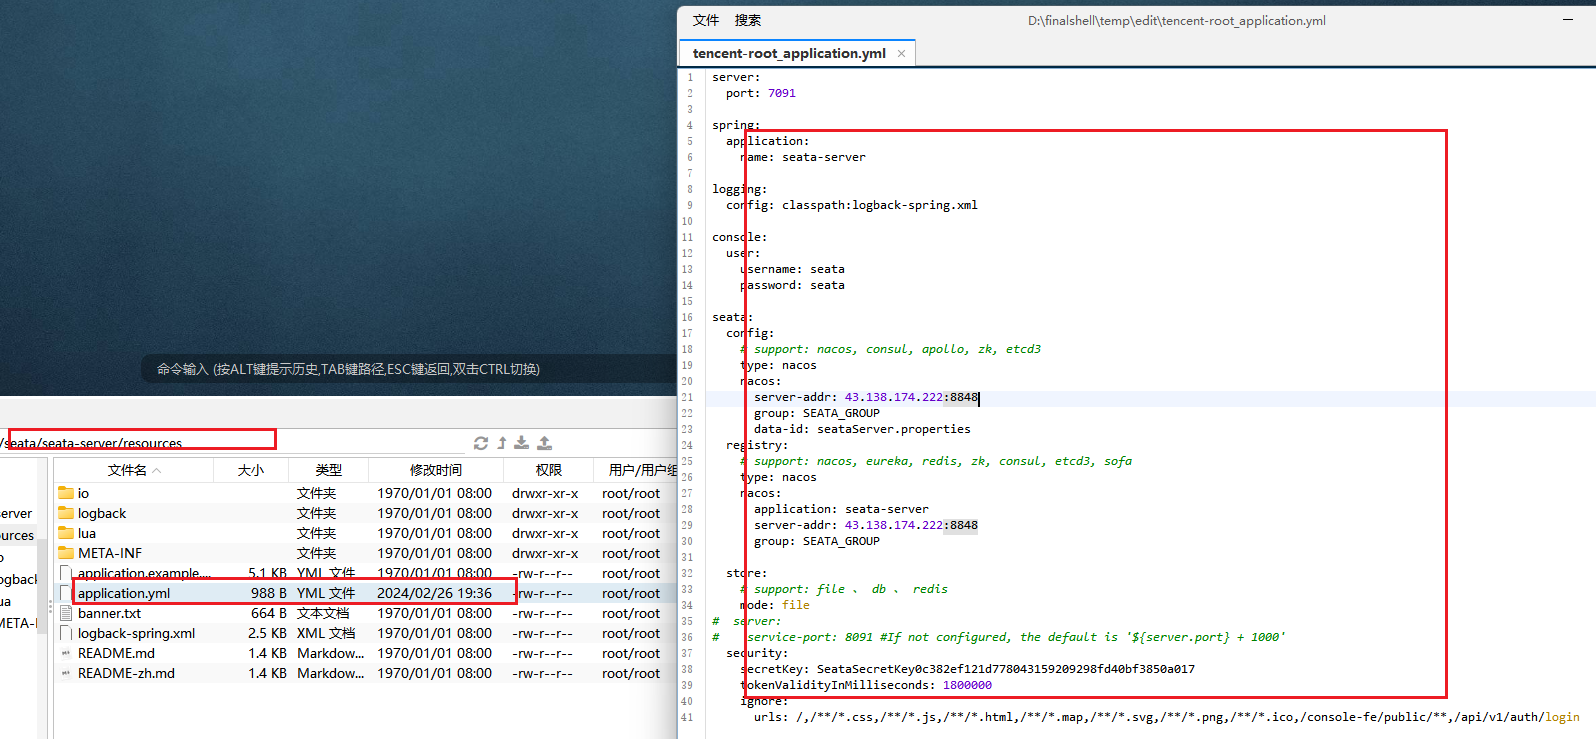 文件 搜索 D:\finalshell\temp\edit\tencent-root_application.yml
tencent-root_application.yml ×
1 server:
2 port: 7091
3
4 spring:
5 application:
6 name: seata-server
7
8 logging:
9 config: classpath:logback-spring.xml
10
11 console:
12 user:
13 username: seata
14 password: seata
15
16 seata:
17 config:
18 # support: nacos, consul, apollo, zk, etcd3
19 type: nacos
20 nacos:
21 server-addr: 43.138.174.222:8848
22 group: SEATA_GROUP
23 data-id: seataServer.properties
24 registry:
25 # support: nacos, eureka, redis, zk, consul, etcd3, sofa
26 type: nacos
27 nacos:
28 application: seata-server
29 server-addr: 43.138.174.222:8848
30 group: SEATA_GROUP
31
32 store:
33 # support: file 、 db 、 redis
34 mode: file
35 # server:
36 # service-port: 8091 #If not configured, the default is '${server.port} + 1000'
37 security:
38 secretKey: SeataSecretKey0c382ef121d778043159209298fd40bf3850a017
39 tokenValidityInMilliseconds: 1800000
40 ignore:
41 urls: /,/**/*.css,/**/*.js,/**/*.html,/**/*.map,/**/*.svg,/**/*.png,/**/*.ico,/console-fe/public/**,/api/v1/auth/login
命令输入 (按ALT键提示历史,TAB键路径,ESC键返回,双击CTRL切换)
/seata/seata-server/resources
文件名 大小 类型 修改时间 权限 用户/用户组
io 文件夹 1970/01/01 08:00 drwxr-xr-x root/root
logback 文件夹 1970/01/01 08:00 drwxr-xr-x root/root
lua 文件夹 1970/01/01 08:00 drwxr-xr-x root/root
META-INF 文件夹 1970/01/01 08:00 drwxr-xr-x root/root
application.example.... 5.1 KB YML 文件 1970/01/01 08:00 -rw-r--r-- root/root
application.yml 988 B YML 文件 2024/02/26 19:36 -rw-r--r-- root/root
banner.txt 664 B 文本文档 1970/01/01 08:00 -rw-r--r-- root/root
logback-spring.xml 2.5 KB XML 文档 1970/01/01 08:00 -rw-r--r-- root/root
README.md 1.4 KB Markdow... 1970/01/01 08:00 -rw-r--r-- root/root
README-zh.md 1.4 KB Markdow... 1970/01/01 08:00 -rw-r--r-- root/root